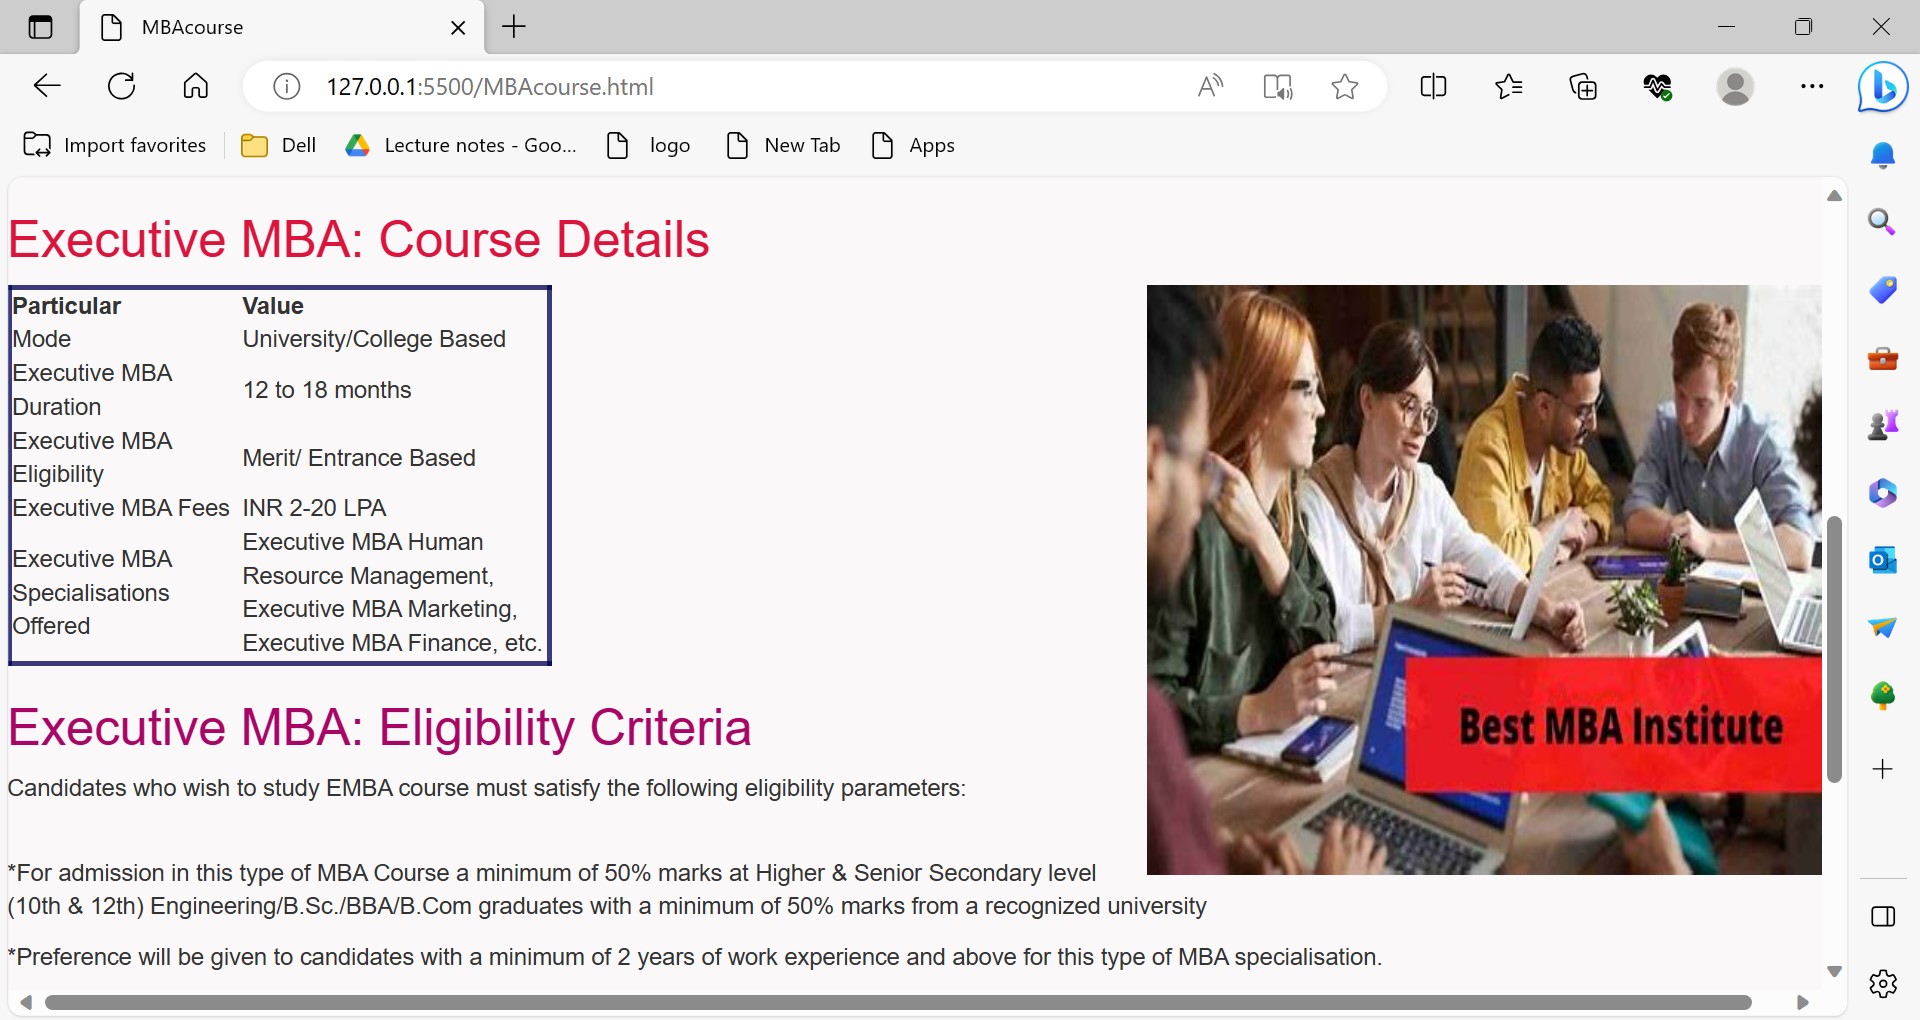 MBAcourse
127.0.0.1:5500/MBAcourse.html
Import favorites
Dell
Lecture notes - Goo...
logo
New Tab
Apps
Executive MBA: Course Details
Particular Value
Mode University/College Based
Executive MBA
Duration
12 to 18 months
Executive MBA
Eligibility
Merit/ Entrance Based
Executive MBA Fees INR 2-20 LPA
Executive MBA
Specialisations
Offered
Executive MBA Human
Resource Management,
Executive MBA Marketing,
Executive MBA Finance, etc.
Best MBA Institute
Executive MBA: Eligibility Criteria
Candidates who wish to study EMBA course must satisfy the following eligibility parameters:
*For admission in this type of MBA Course a minimum of 50% marks at Higher & Senior Secondary level
(10th & 12th) Engineering/B.Sc./BBA/B.Com graduates with a minimum of 50% marks from a recognized university
*Preference will be given to candidates with a minimum of 2 years of work experience and above for this type of MBA specialisation.